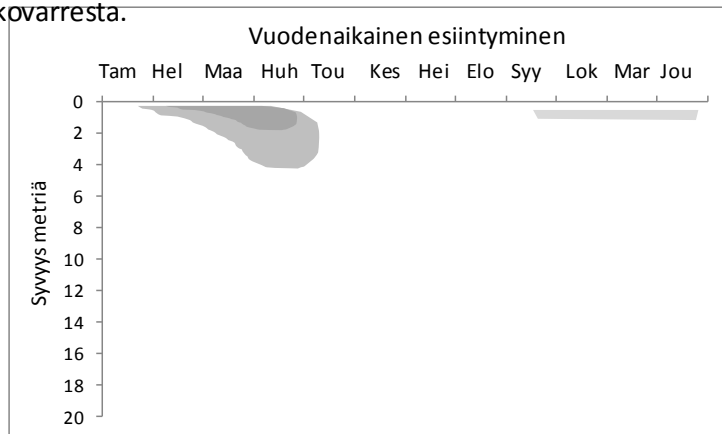 kovarresta.
Vuodenaikainen esiintyminen
Tam Hel Maa Huh Tou Kes Hei Elo Syy Lok Mar Jou
Syvyys metriä
0
2
4
6
8
10
12
14
16
18
20